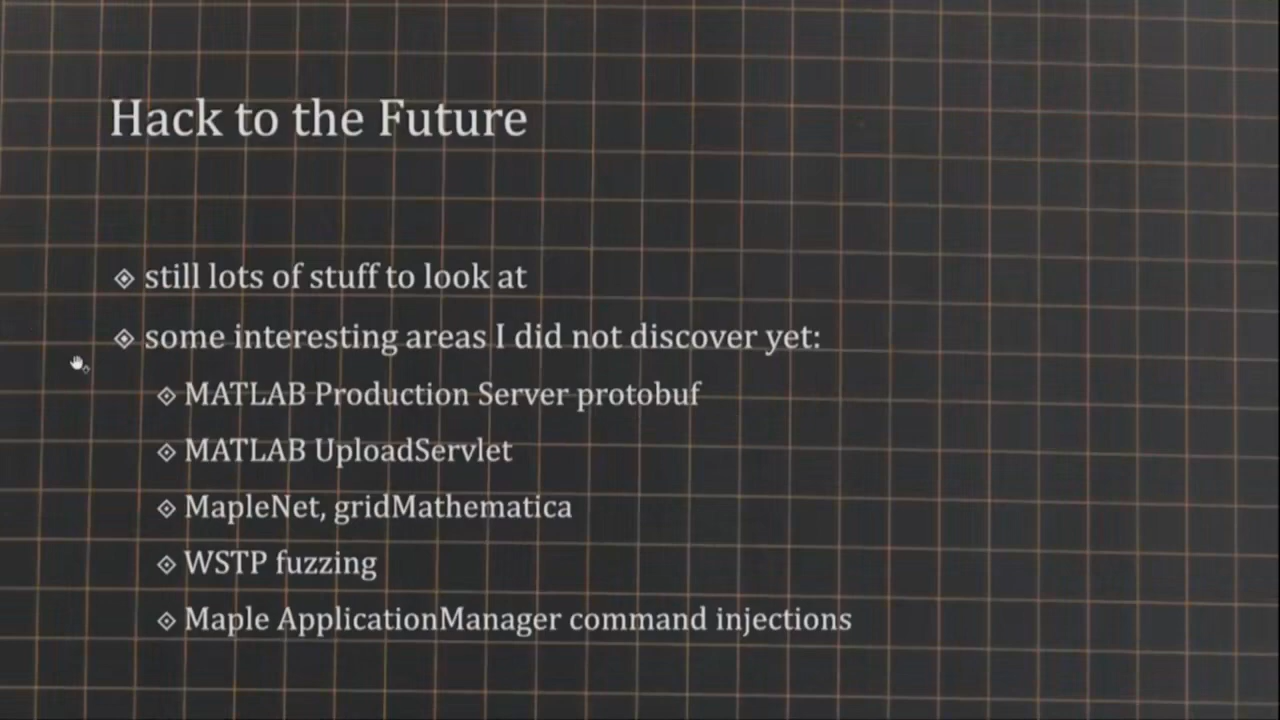 Hack to the Future
still lots of stuff to look at
some interesting areas I did not discover yet:
MATLAB Production Server protobuf
MATLAB UploadServlet
MapleNet, gridMathematica
WSTP fuzzing
Maple ApplicationManager command injections